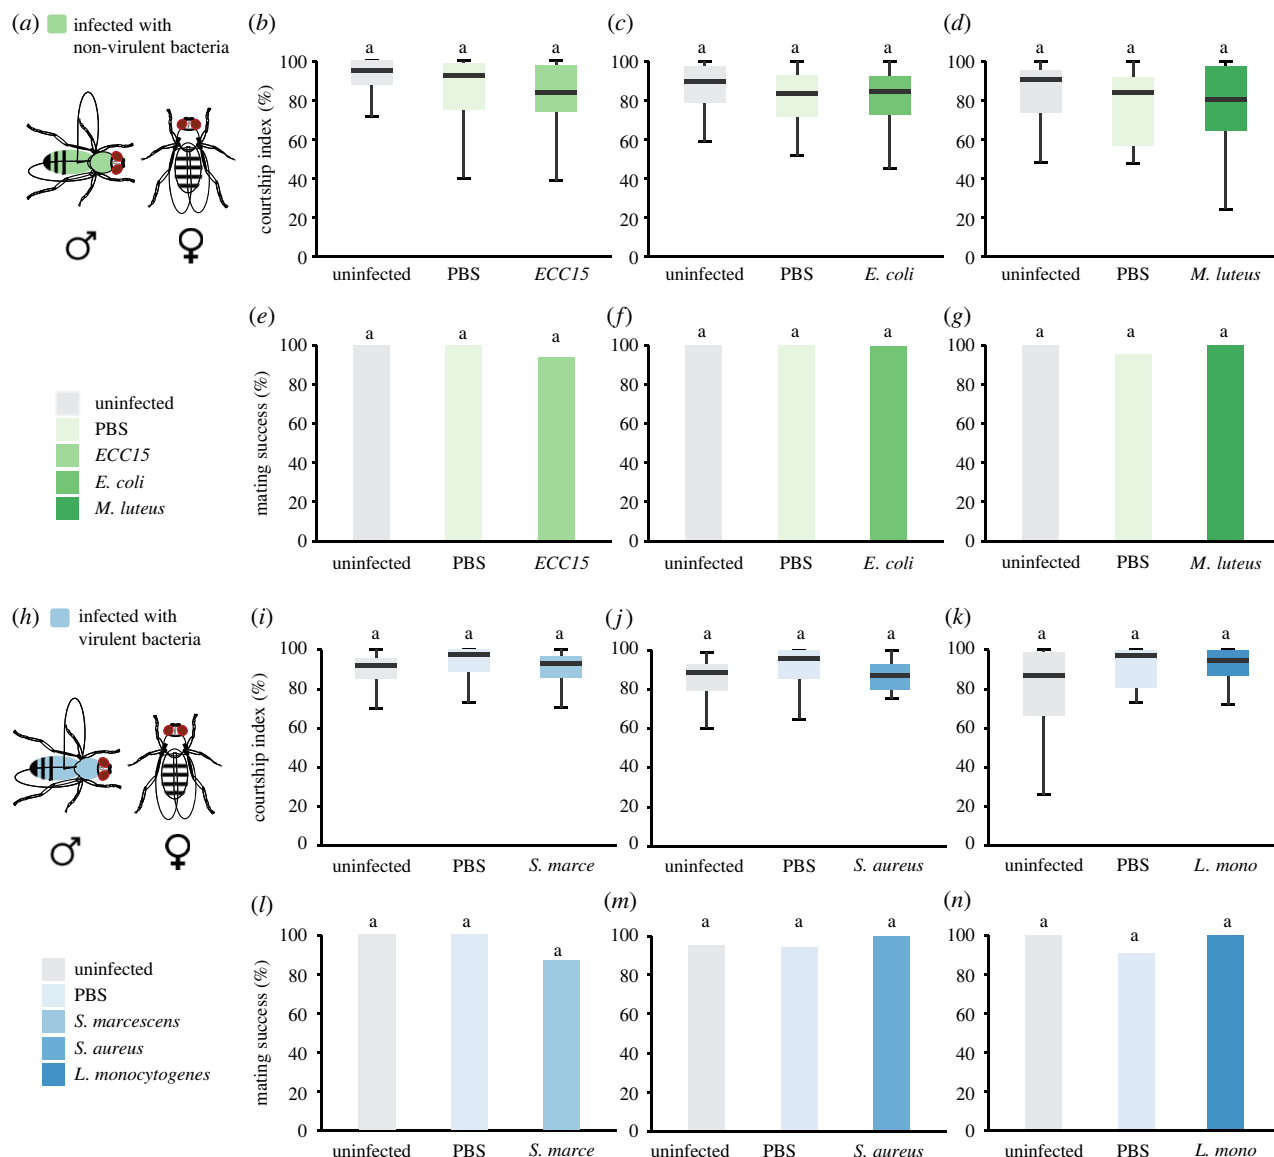 (a) infected with
non-virulent bacteria
♂ ♀
(b)
courtship index (%)
100
80
60
40
20
0
a a a
uninfected PBS ECC15
(c)
100
80
60
40
20
0
a a a
uninfected PBS E. coli
(d)
100
80
60
40
20
0
a a a
uninfected PBS M. luteus
uninfected
PBS
ECC15
E. coli
M. luteus
(e)
mating success (%)
100
80
60
40
20
0
a a a
uninfected PBS ECC15
(f)
100
80
60
40
20
0
a a a
uninfected PBS E. coli
(g)
100
80
60
40
20
0
a a a
uninfected PBS M. luteus
(h) infected with
virulent bacteria
♂ ♀
(i)
courtship index (%)
100
80
60
40
20
0
a a a
uninfected PBS S. marce
(j)
100
80
60
40
20
0
a a a
uninfected PBS S. aureus
(k)
100
80
60
40
20
0
a a a
uninfected PBS L. mono
uninfected
PBS
S. marcescens
S. aureus
L. monocytogenes
(l)
mating success (%)
100
80
60
40
20
0
a a a
uninfected PBS S. marce
(m)
100
80
60
40
20
0
a a a
uninfected PBS S. aureus
(n)
100
80
60
40
20
0
a a a
uninfected PBS L. mono